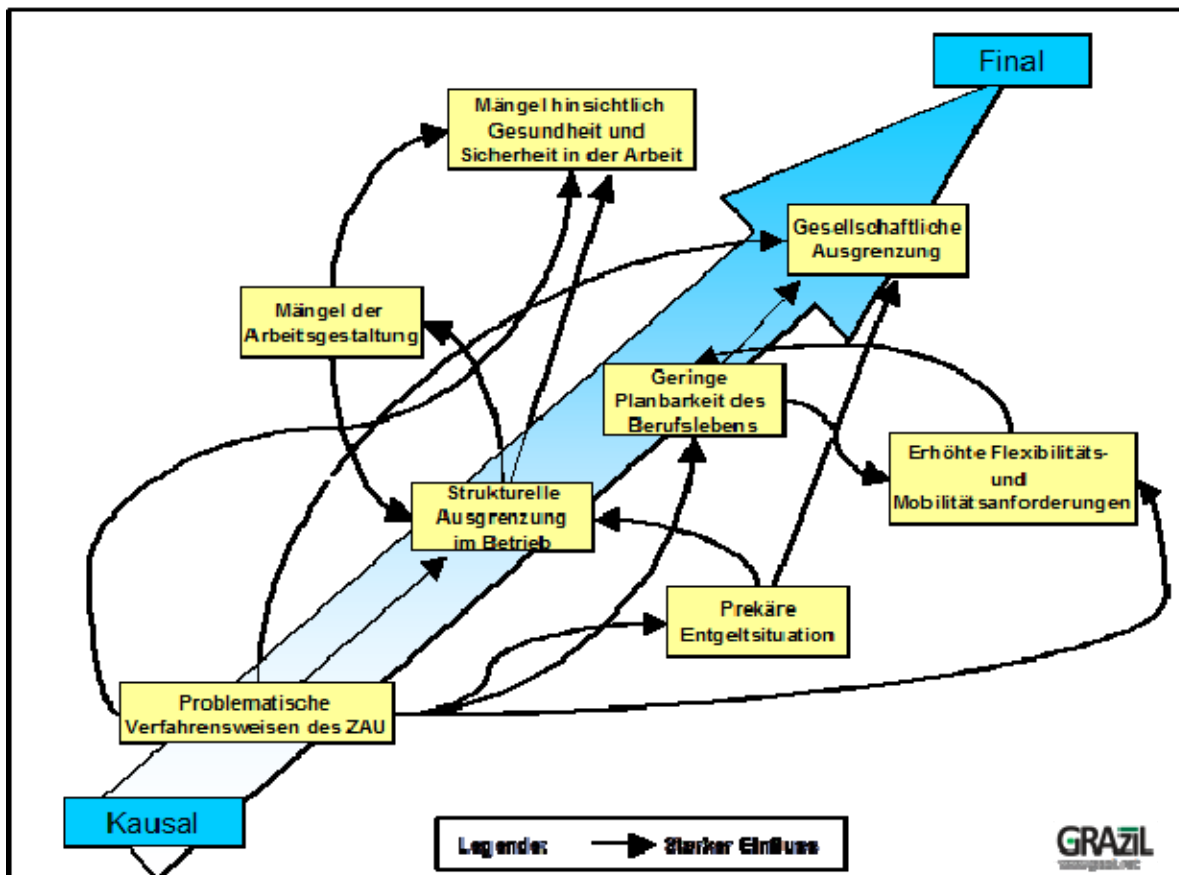 Final
Mängel hinsichtlich
Gesundheit und
Sicherheit in der Arbeit
Gesellschaftliche
Ausgrenzung
Mängel der
Arbeitsgestaltung
Geringe
Planbarkeit des
Berufslebens
Erhöhte Flexibilitäts-
und
Mobilitätsanforderungen
Strukturelle
Ausgrenzung
im Betrieb
Prekäre
Entgeltsituation
Problematische
Verfahrensweisen des ZAU
Kausal
Legende: Starker Einfluss
GRAZIL